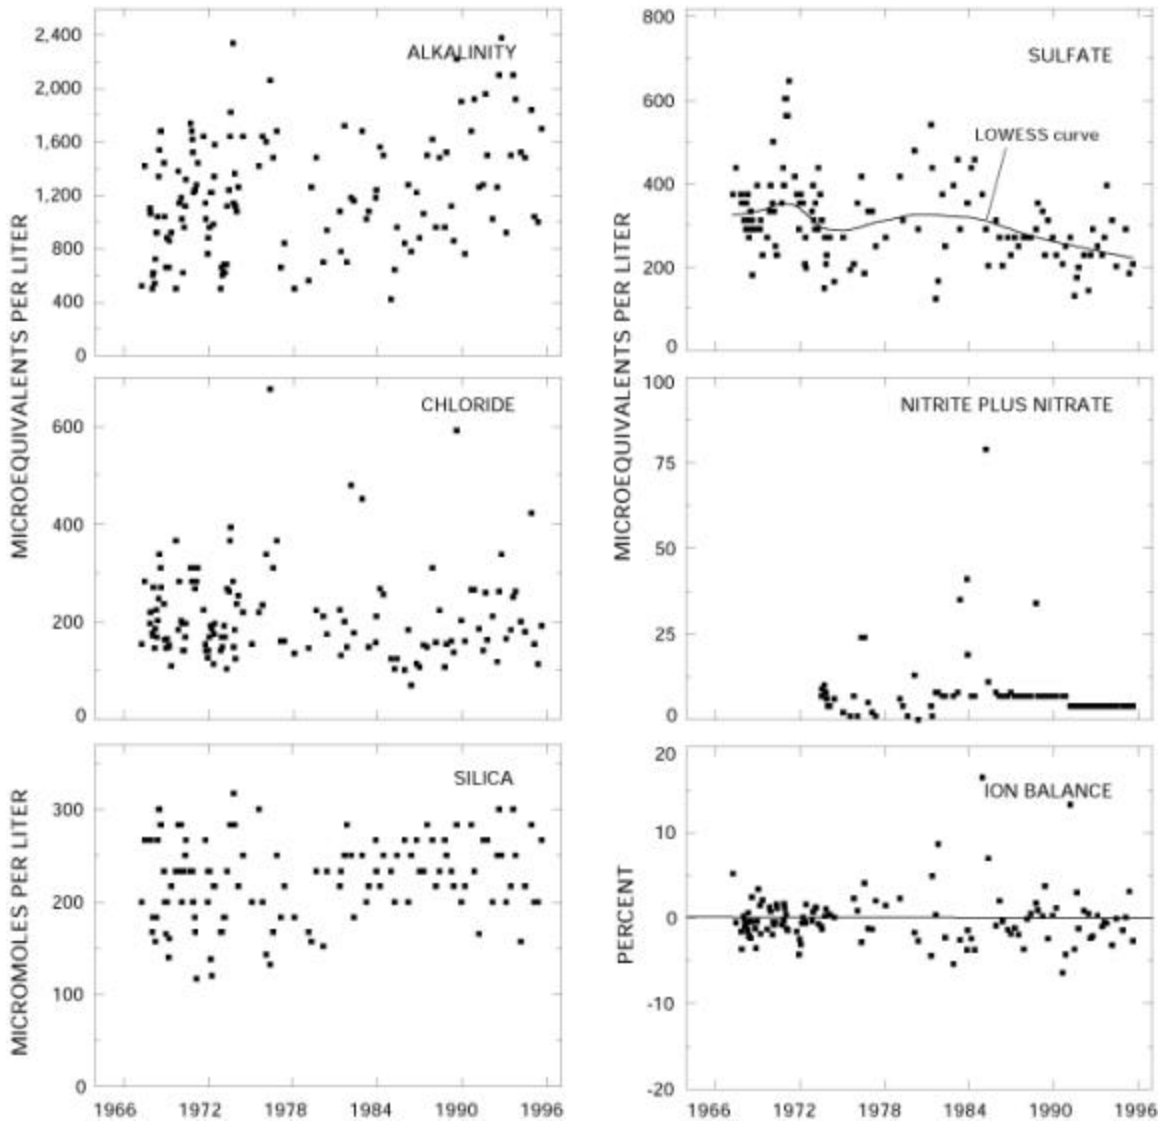 ALKALINITY
MICROEQUIVALENTS PER LITER
2,400
2,000
1,600
1,200
800
400
0
SULFATE
LOWESS curve
MICROEQUIVALENTS PER LITER
800
600
400
200
0
CHLORIDE
600
400
200
0
NITRITE PLUS NITRATE
100
75
50
25
0
SILICA
MICROMOLES PER LITER
300
200
100
0
1966 1972 1978 1984 1990 1996
ION BALANCE
PERCENT
20
10
0
-10
-20
1966 1972 1978 1984 1990 1996